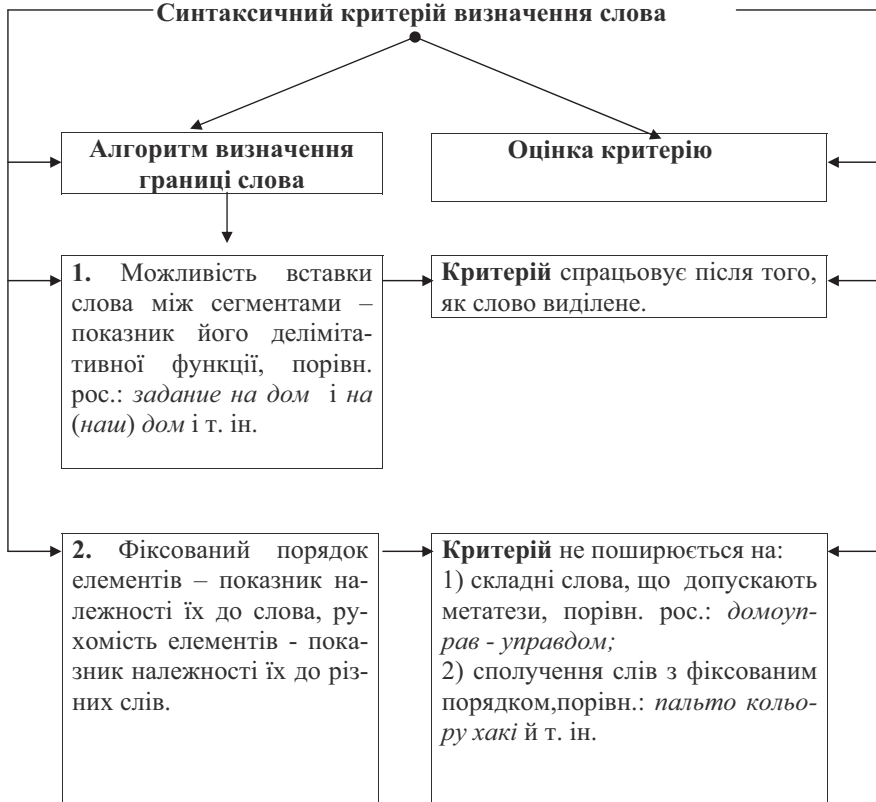 Синтаксичний критерій визначення слова
Алгоритм визначення
границі слова
Оцінка критерію
1. Можливість вставки
слова між сегментами –
показник його деліміта-
тивної функції, порівн.
рос.: задание на дом і на
(наш) дом і т. ін.
Критерій спрацьовує після того,
як слово виділене.
2. Фіксований порядок
елементів – показник на-
лежності їх до слова, ру-
хомість елементів - пока-
зник належності їх до різ-
них слів.
Критерій не поширюється на:
1) складні слова, що допускають
метатези, порівн. рос.: домоуп-
рав - управдом;
2) сполучення слів з фіксованим
порядком,порівн.: пальто кольо-
ру хакі й т. ін.